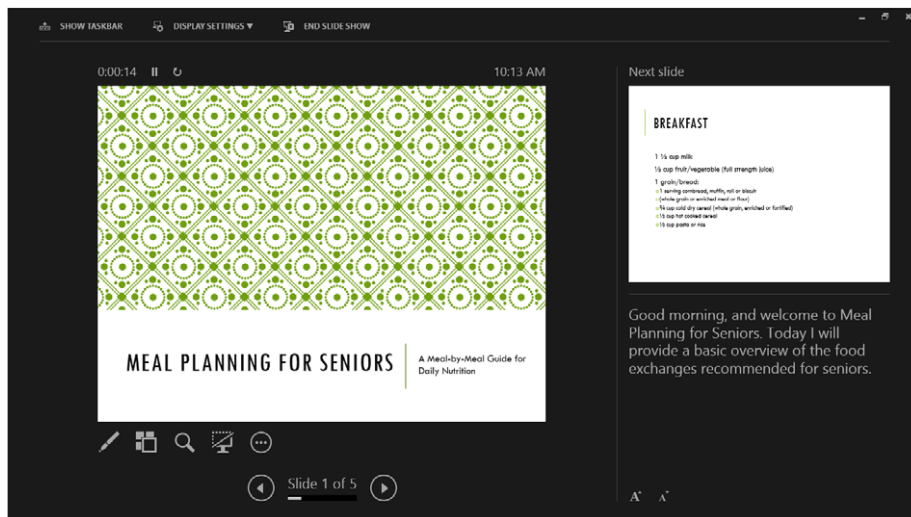 SHOW TASKBAR
DISPLAY SETTINGS ▼
END SLIDE SHOW
0:00:14
10:13 AM
MEAL PLANNING FOR SENIORS
A Meal-by-Meal Guide for
Daily Nutrition
Slide 1 of 5
Next slide
BREAKFAST
1 ½ cup milk
½ cup fruit/vegetable (full strength juice)
1 grain/bread:
1 serving cornbread, muffin, roll or biscuit
(whole grain or enriched meal or flour)
¾ cup cold dry cereal (whole grain, enriched or fortified)
½ cup hot cooked cereal
½ cup pasta or rice
Good morning, and welcome to Meal
Planning for Seniors. Today I will
provide a basic overview of the food
exchanges recommended for seniors.
A A